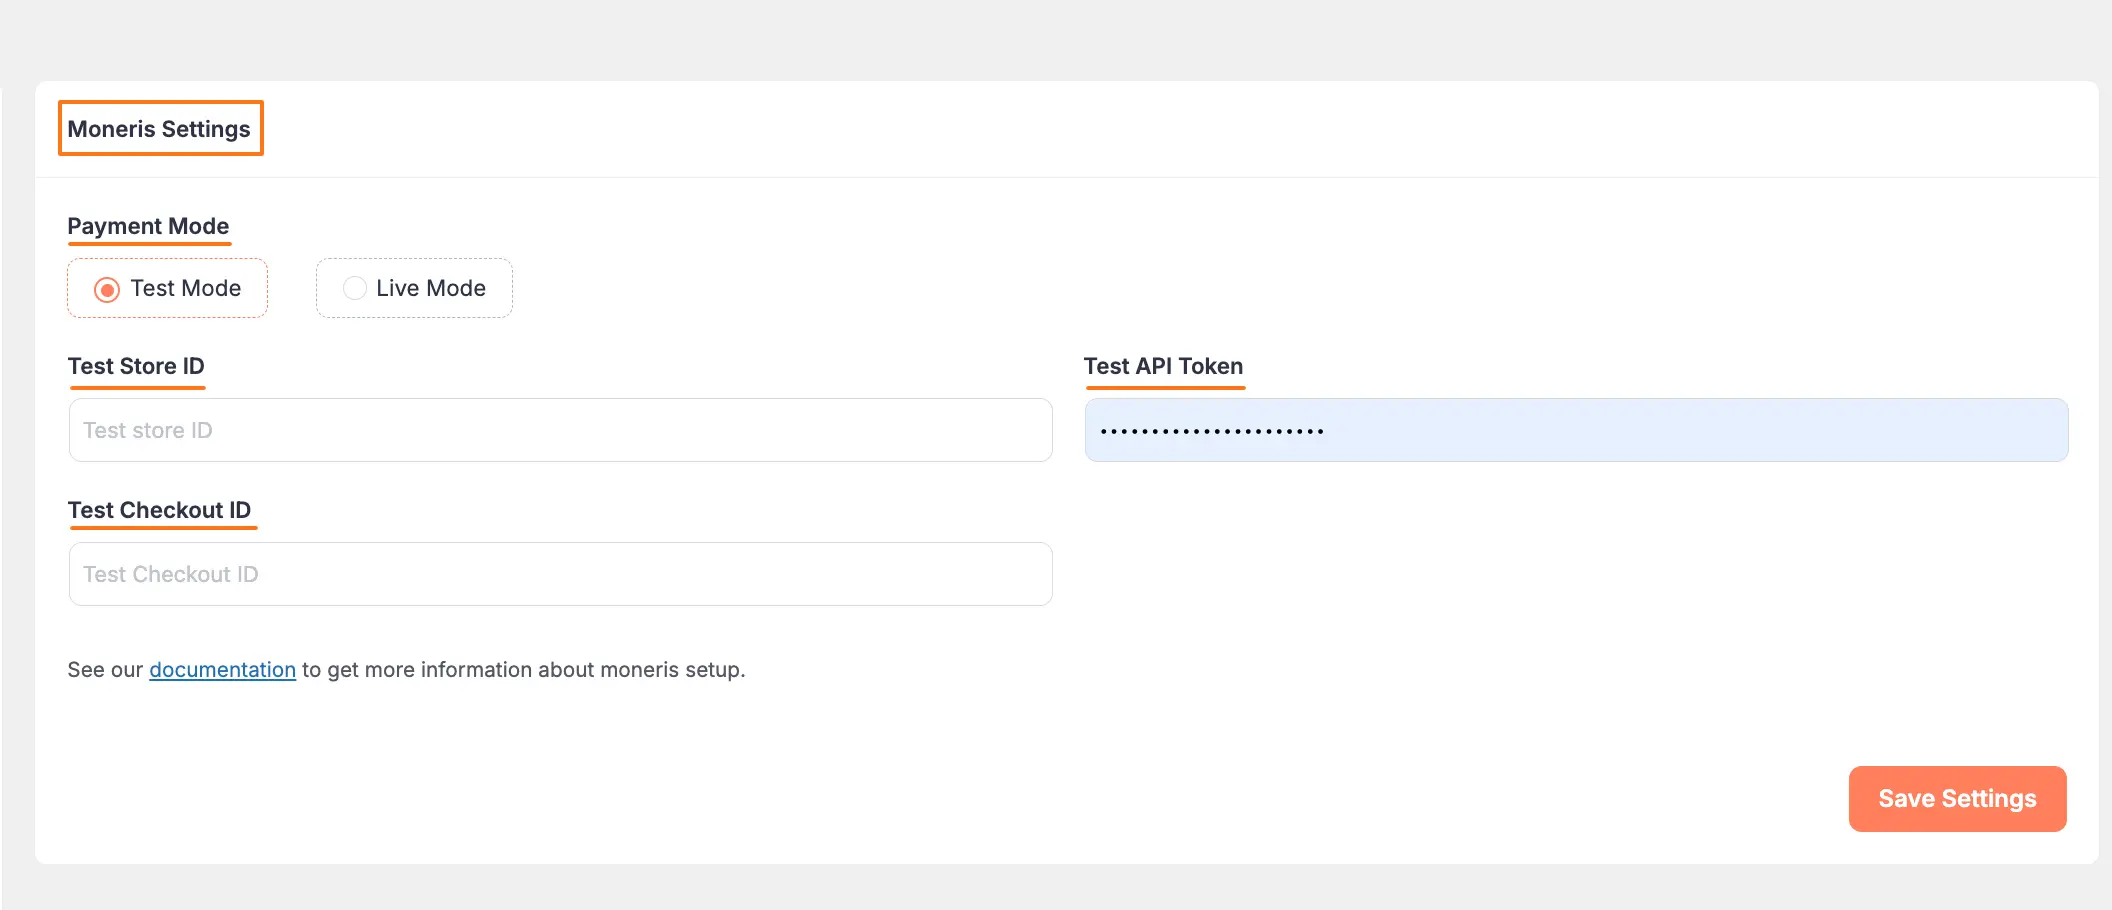 Moneris Settings
Payment Mode
Test Mode
Live Mode
Test Store ID
Test API Token
Test store ID
••••••••••••••••••••••
Test Checkout ID
Test Checkout ID
See our documentation to get more information about moneris setup.
Save Settings